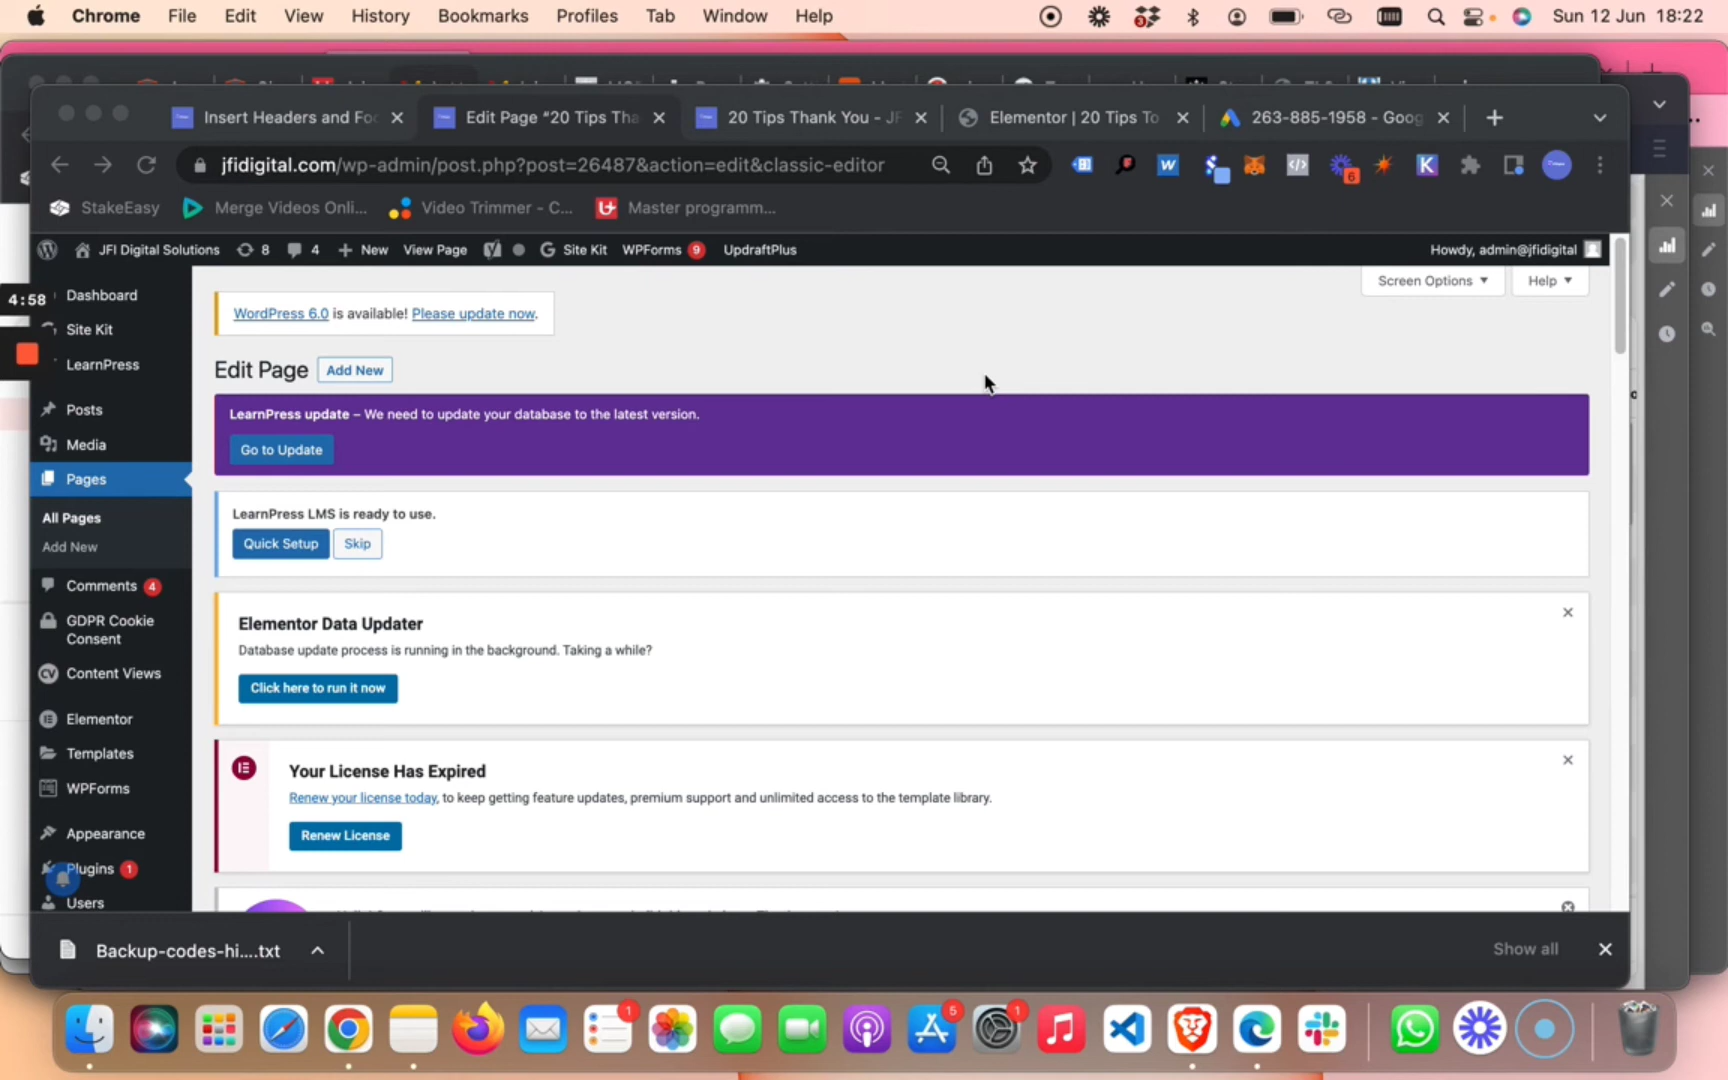 Chrome File Edit View History Bookmarks Profiles Tab Window Help Sun 12 Jun 18:22
3
Insert Headers and Foo
Edit Page “20 Tips Tha
20 Tips Thank You - JF
Elementor | 20 Tips To
263-885-1958 - Goog
jfidigital.com/wp-admin/post.php?post=26487&action=edit&classic-editor
W
6
K
StakeEasy
Merge Videos Onli...
Video Trimmer - C...
Master programm...
JFI Digital Solutions 8 4 New View Page Site Kit WPForms 9 UpdraftPlus Howdy, admin@jfidigital
4:58
Dashboard
Site Kit
LearnPress
Posts
Media
Pages
All Pages
Add New
Comments 4
GDPR Cookie
Consent
Content Views
Elementor
Templates
WPForms
Appearance
Plugins 1
Users
Screen Options
Help
WordPress 6.0 is available! Please update now.
Edit Page Add New
LearnPress update – We need to update your database to the latest version.
Go to Update
LearnPress LMS is ready to use.
Quick Setup Skip
Elementor Data Updater
Database update process is running in the background. Taking a while?
Click here to run it now
Your License Has Expired
Renew your license today, to keep getting feature updates, premium support and unlimited access to the template library.
Renew License
Backup-codes-hi....txt
Show all
1
5
1